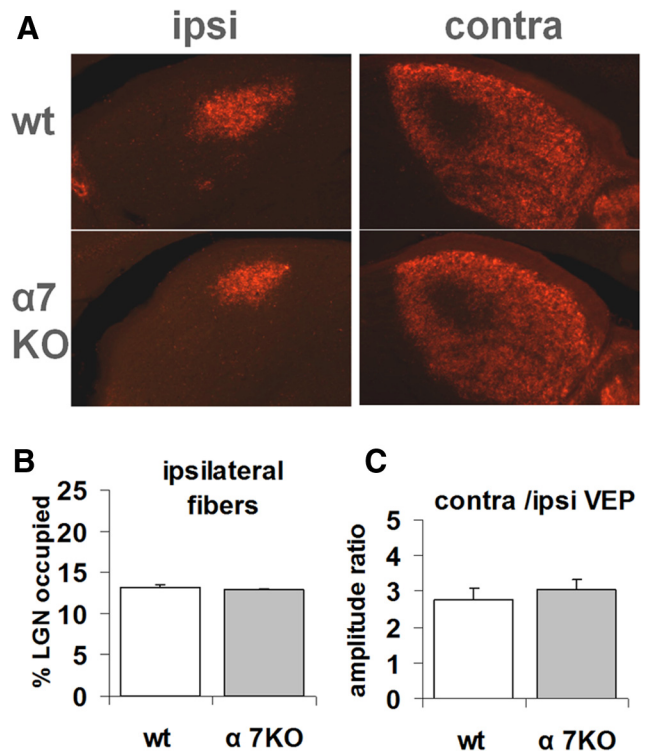 A
ipsi
contra
wt
α7
KO
B
ipsilateral
fibers
% LGN occupied
25
20
15
10
5
0
wt
α 7KO
C
contra /ipsi VEP
amplitude ratio
5
4
3
2
1
0
wt
α 7KO